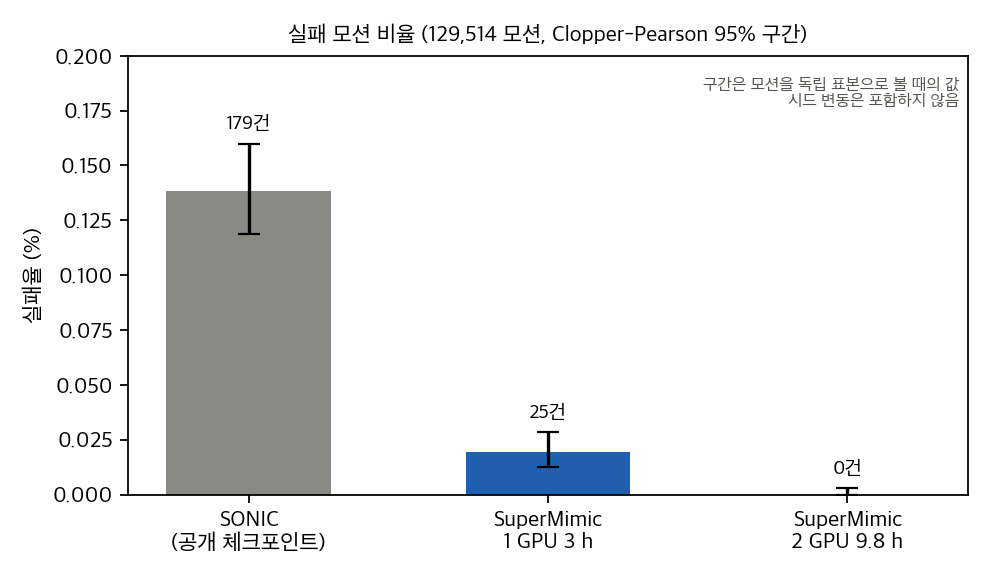 실패 모션 비율 (129,514 모션, Clopper-Pearson 95% 구간)
구간은 모션을 독립 표본으로 볼 때의 값
시드 변동은 포함하지 않음
실패율 (%)
0.200
0.175
0.150
0.125
0.100
0.075
0.050
0.025
0.000
179건
25건
0건
SONIC
(공개 체크포인트)
SuperMimic
1 GPU 3 h
SuperMimic
2 GPU 9.8 h